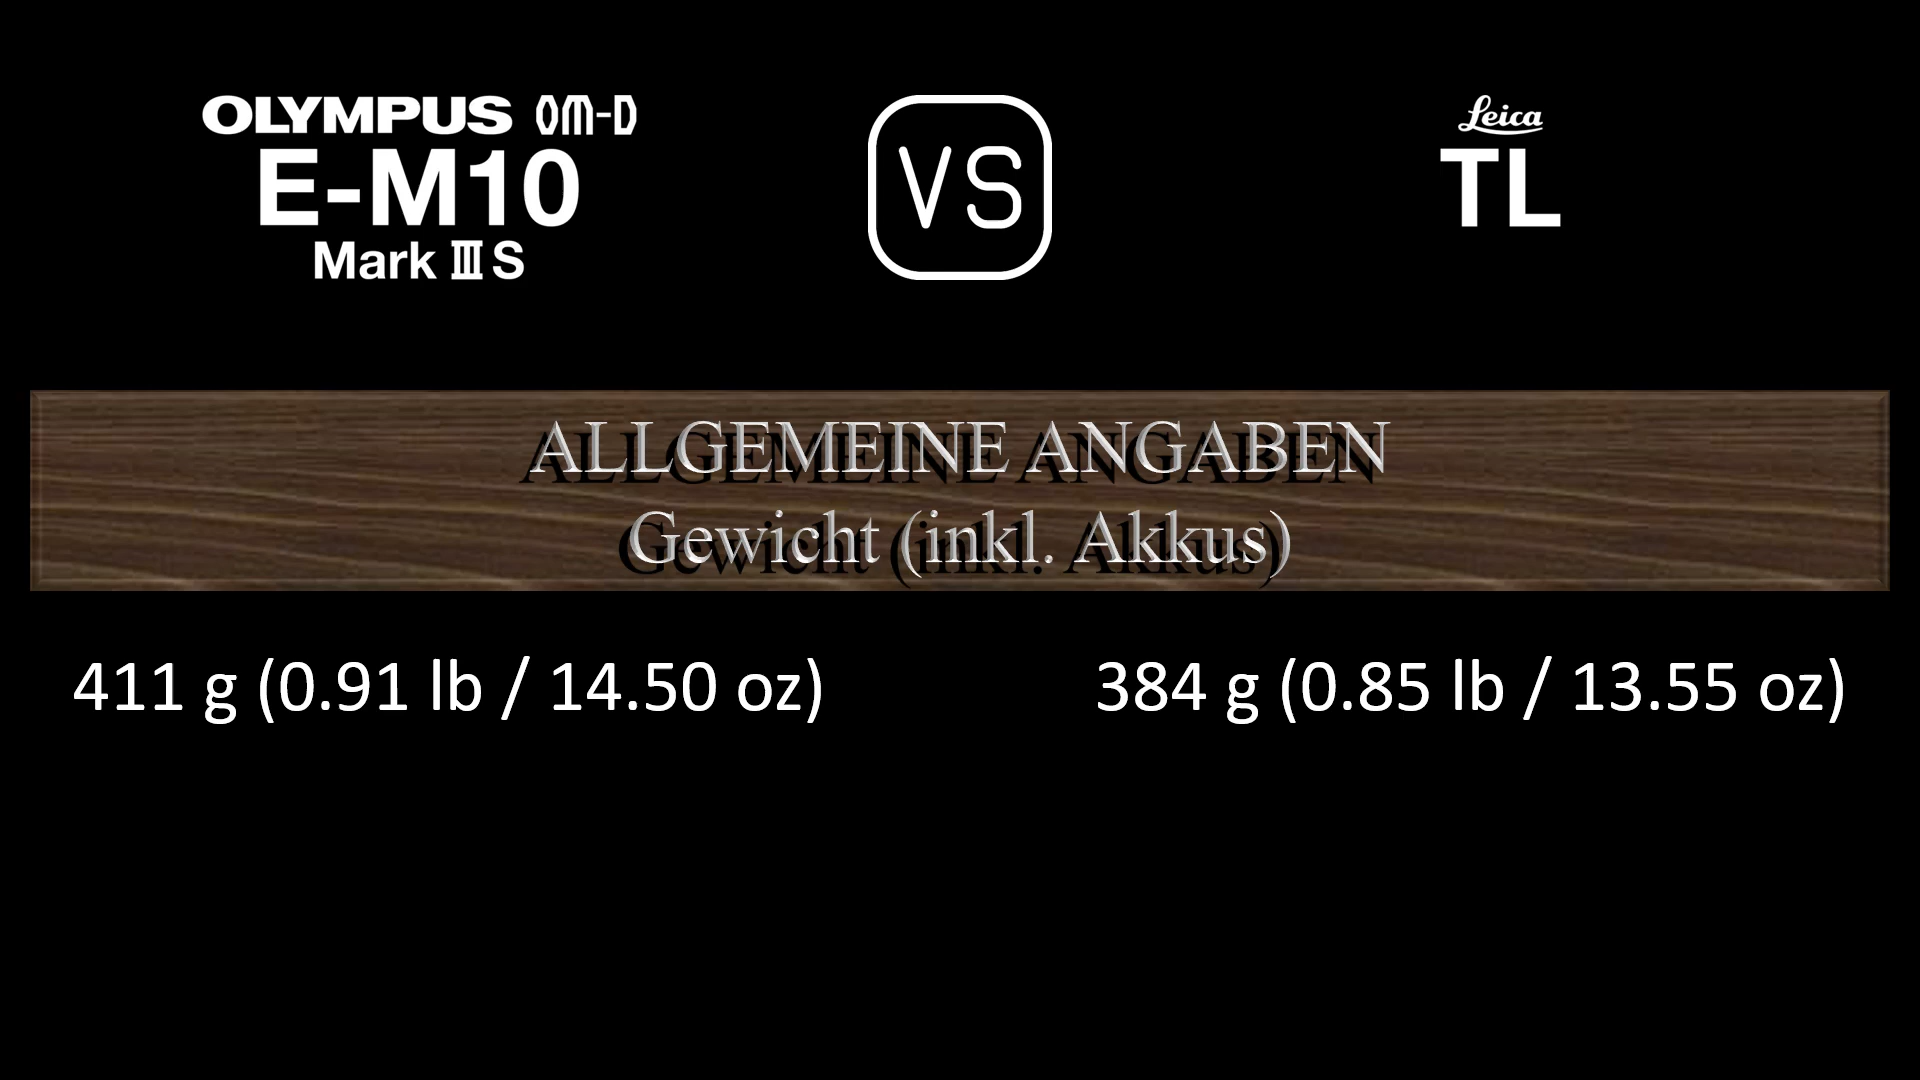 OLYMPUS OM-D
E-M10
Mark III S
VS
Leica
TL
ALLGEMEINE ANGABEN
Gewicht (inkl. Akkus)
411 g (0.91 lb / 14.50 oz)
384 g (0.85 lb / 13.55 oz)